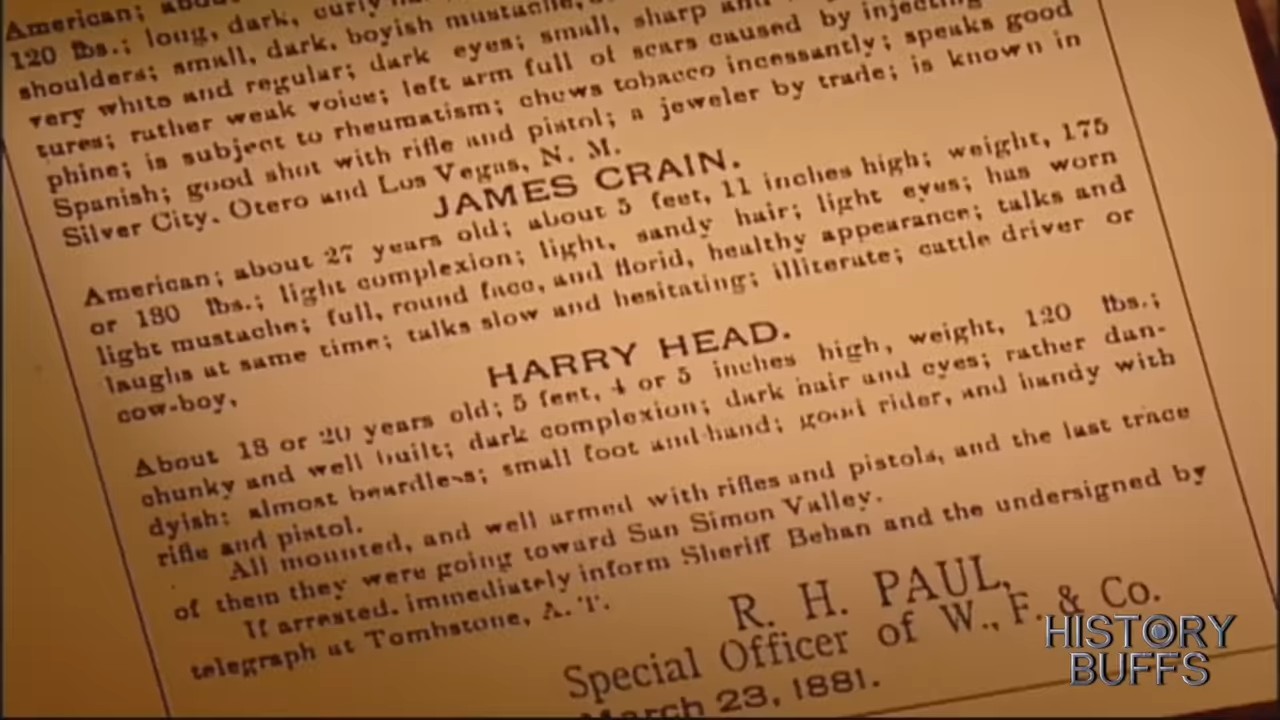 American; about
120 lbs.; long, dark, curly
shoulders; small, dark, boyish mustache,
very white and regular; dark eyes; small, sharp and
tures; rather weak voice; left arm full of scars caused by injecting
phine; is subject to rheumatism; chews tobacco incessantly; speaks good
Spanish; good shot with rifle and pistol; a jeweler by trade; is known in
Silver City. Otero and Los Vegas, N. M.
JAMES CRAIN.
American; about 27 years old; about 5 feet, 11 inches high; weight, 175
or 180 lbs.; light complexion; light, sandy hair; light eyes; has worn
light mustache; full, round face, and florid, healthy appearance; talks and
laughs at same time; talks slow and hesitating; illiterate; cattle driver or
cow-boy,
HARRY HEAD.
About 18 or 20 years old; 5 feet, 4 or 5 inches high, weight, 120 lbs.;
chunky and well built; dark complexion; dark hair and eyes; rather dan-
dyish; almost beardless; small foot and hand; good rider, and handy with
rifle and pistol.
All mounted, and well armed with rifles and pistols, and the last trace
of them they were going toward San Simon Valley.
If arrested. immediately inform Sheriff Behan and the undersigned by
telegraph at Tombstone, A. T.
R. H. PAUL,
Special Officer of W., F. & Co.
March 23, 1881.
HISTORY
BUFFS